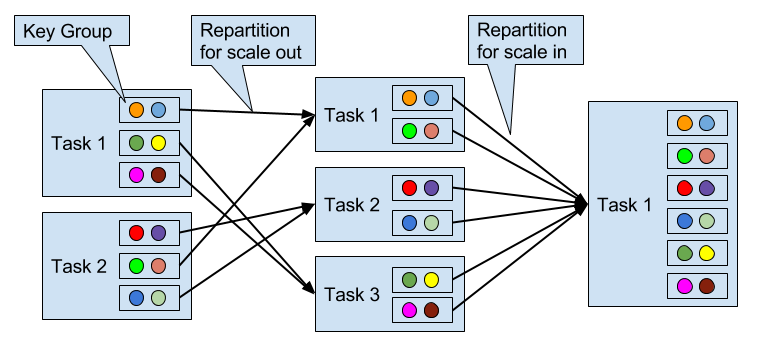 Key Group
Repartition
for scale out
Repartition
for scale in
Task 1
Task 2
Task 1
Task 2
Task 3
Task 1